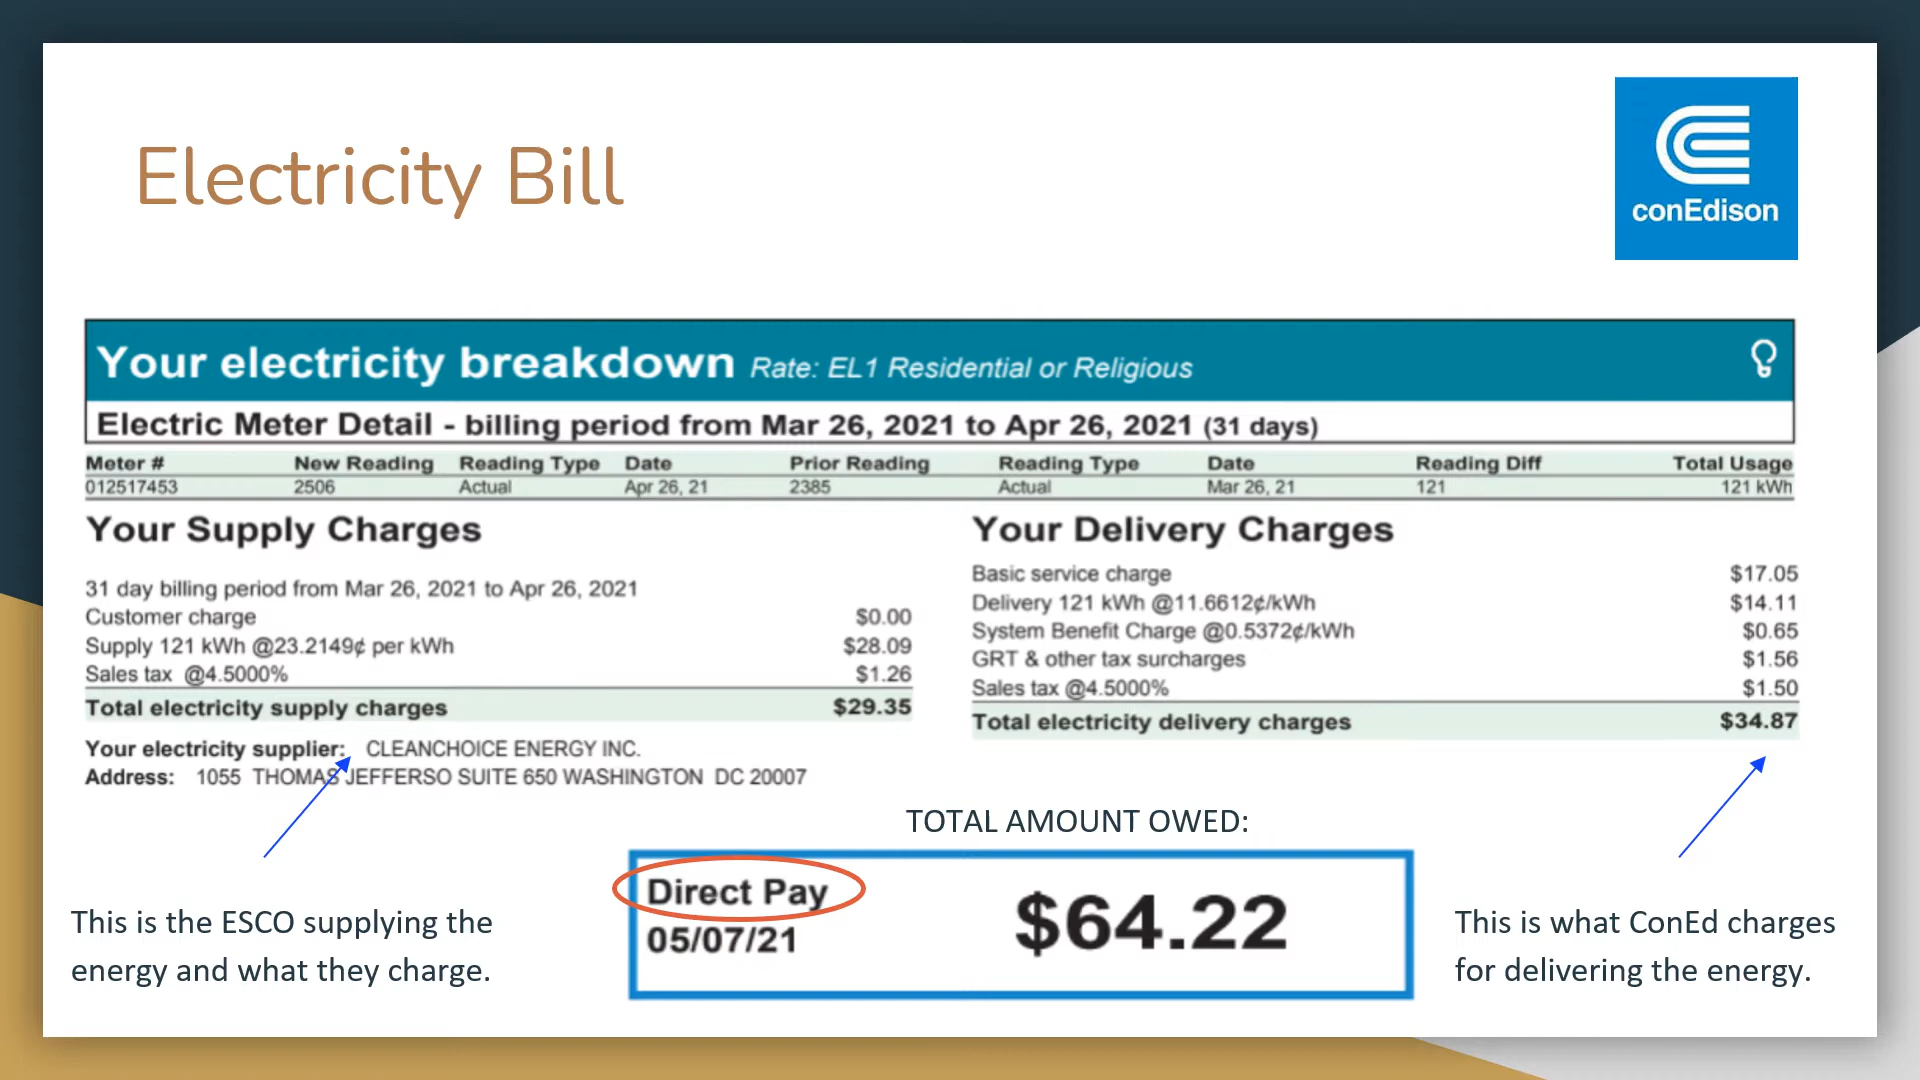 Electricity Bill
conEdison
Your electricity breakdown Rate: EL1 Residential or Religious
Electric Meter Detail - billing period from Mar 26, 2021 to Apr 26, 2021 (31 days)
Meter # New Reading Reading Type Date Prior Reading Reading Type Date Reading Diff Total Usage
012517453 2506 Actual Apr 26, 21 2385 Actual Mar 26, 21 121 121 kWh
Your Supply Charges
31 day billing period from Mar 26, 2021 to Apr 26, 2021
Customer charge $0.00
Supply 121 kWh @23.2149¢ per kWh $28.09
Sales tax @4.5000% $1.26
Total electricity supply charges $29.35
Your electricity supplier: CLEANCHOICE ENERGY INC.
Address: 1055 THOMAS JEFFERSO SUITE 650 WASHINGTON DC 20007
Your Delivery Charges
Basic service charge $17.05
Delivery 121 kWh @11.6612¢/kWh $14.11
System Benefit Charge @0.5372¢/kWh $0.65
GRT & other tax surcharges $1.56
Sales tax @4.5000% $1.50
Total electricity delivery charges $34.87
TOTAL AMOUNT OWED:
Direct Pay
05/07/21
$64.22
This is the ESCO supplying the
energy and what they charge.
This is what ConEd charges
for delivering the energy.